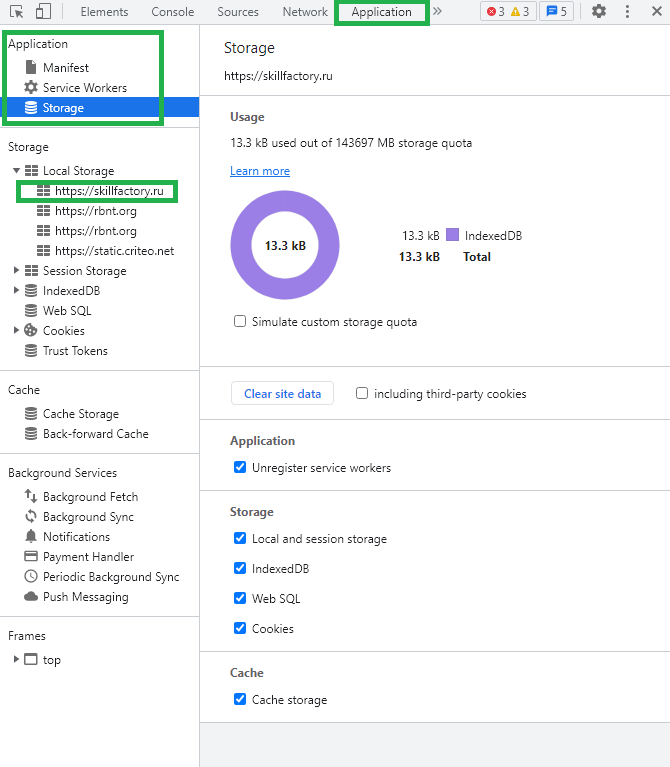 Elements Console Sources Network Application » 3 3 5
Application
Manifest
Service Workers
Storage
Storage
Local Storage
https://skillfactory.ru
https://rbnt.org
https://rbnt.org
https://static.criteo.net
Session Storage
IndexedDB
Web SQL
Cookies
Trust Tokens
Cache
Cache Storage
Back-forward Cache
Background Services
Background Fetch
Background Sync
Notifications
Payment Handler
Periodic Background Sync
Push Messaging
Frames
top
Storage
https://skillfactory.ru
Usage
13.3 kB used out of 143697 MB storage quota
Learn more
13.3 kB
13.3 kB IndexedDB
13.3 kB Total
Simulate custom storage quota
Clear site data including third-party cookies
Application
Unregister service workers
Storage
Local and session storage
IndexedDB
Web SQL
Cookies
Cache
Cache storage